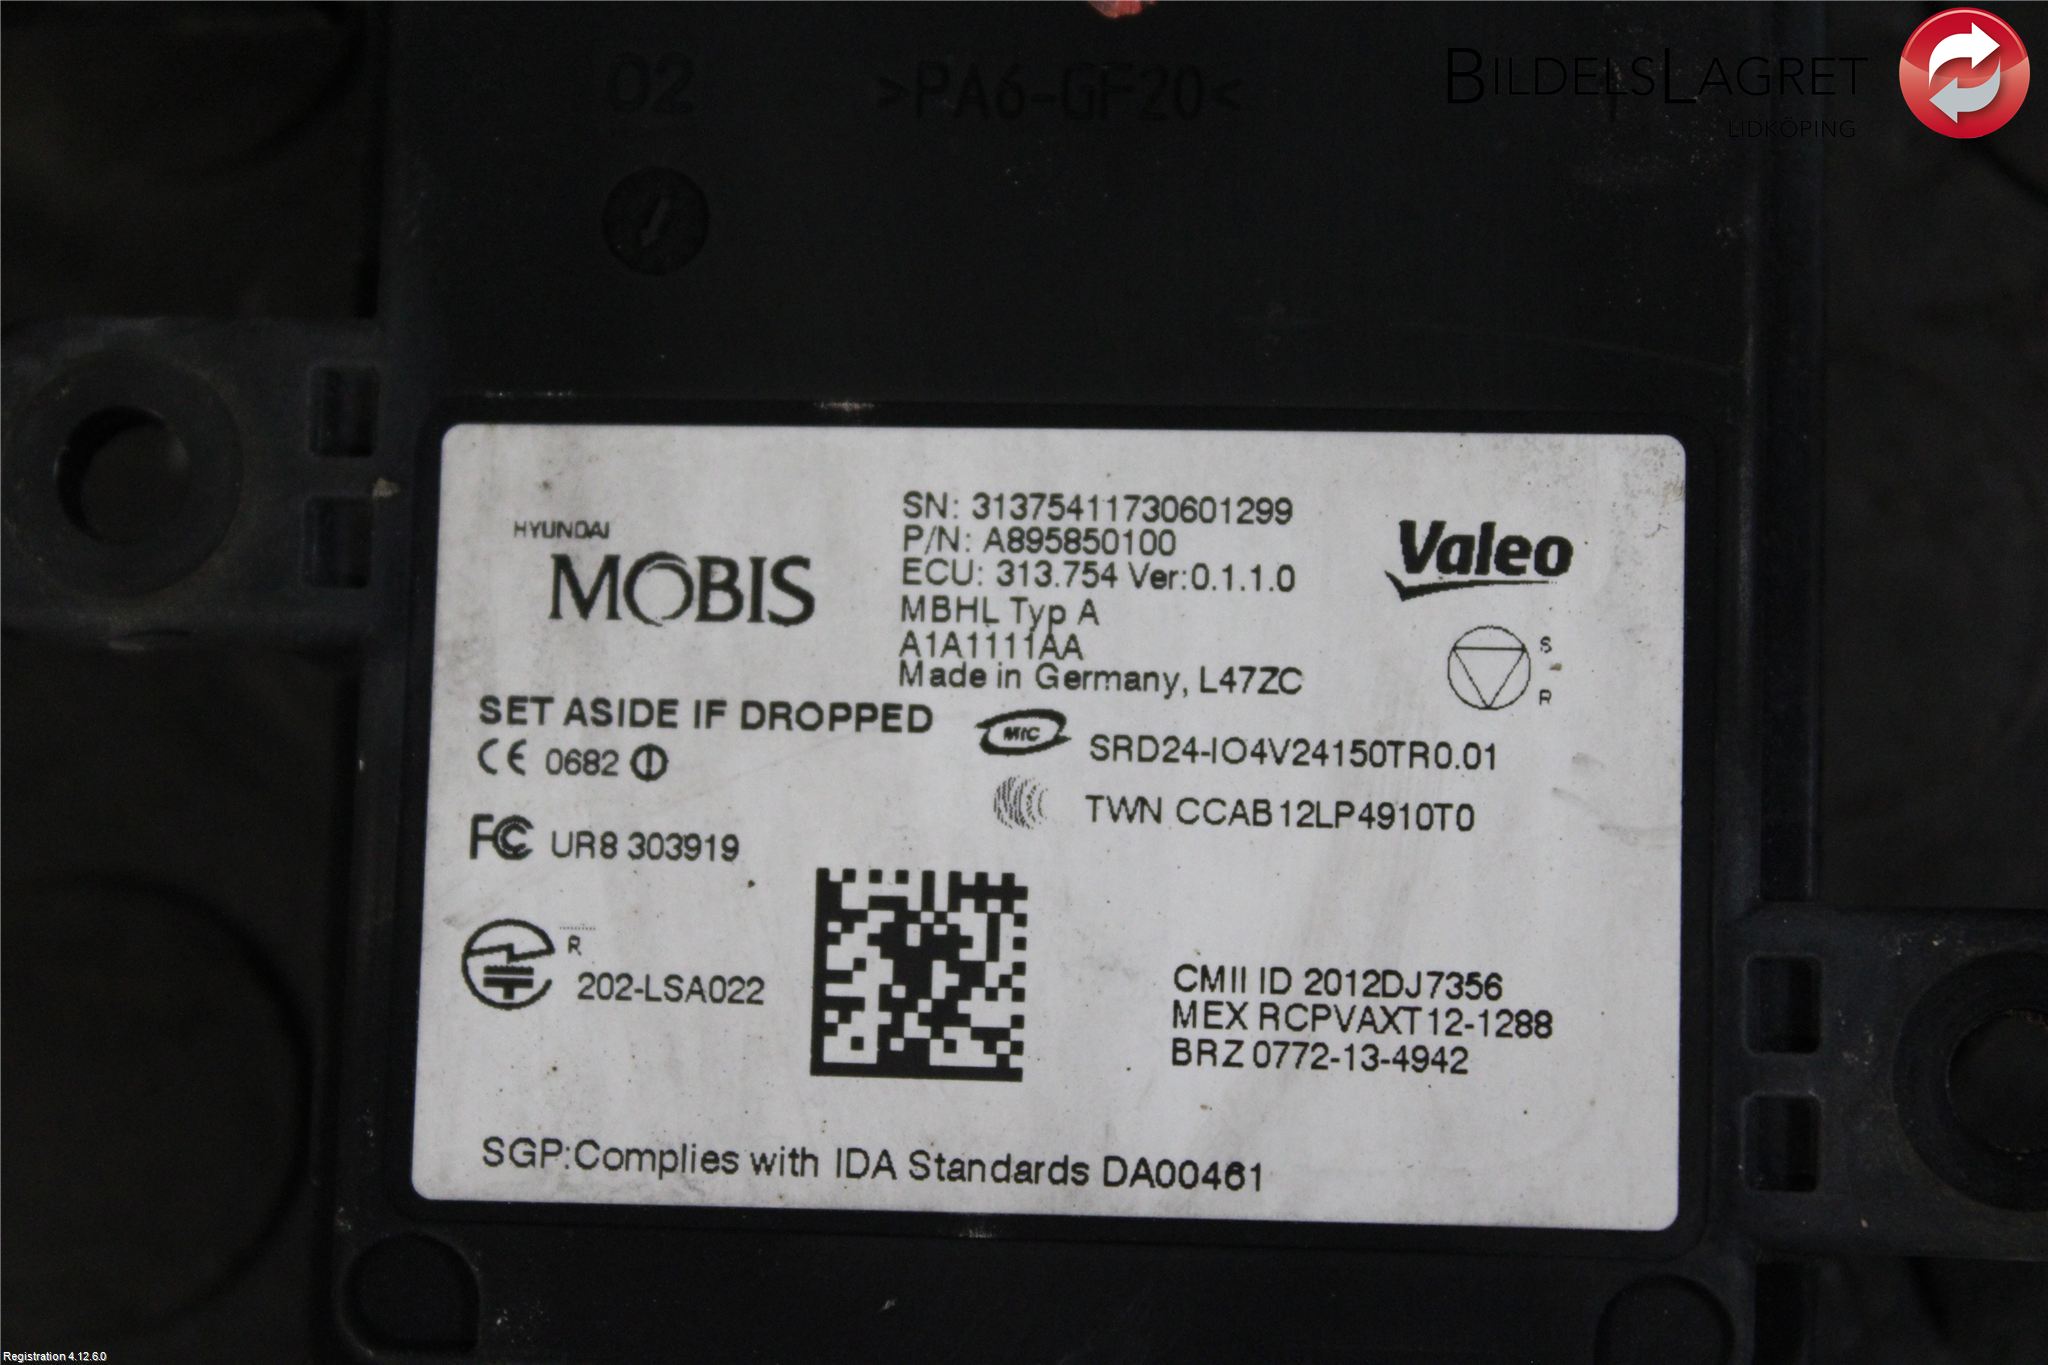 BILDELSLAGRET
LIDKÖPING
02 >PA6-GF20<
HYUNDAI
MOBIS
SN: 31375411730601299
P/N: A895850100
ECU: 313.754 Ver:0.1.1.0
MBHL Typ A
A1A1111AA
Made in Germany, L47ZC
Valeo
S
R
SET ASIDE IF DROPPED
CE 0682
MIC SRD24-IO4V24150TR0.01
TWN CCAB12LP4910T0
FC UR8 303919
R
202-LSA022
CMII ID 2012DJ7356
MEX RCPVAXT12-1288
BRZ 0772-13-4942
SGP:Complies with IDA Standards DA00461
Registration 4.12.6.0